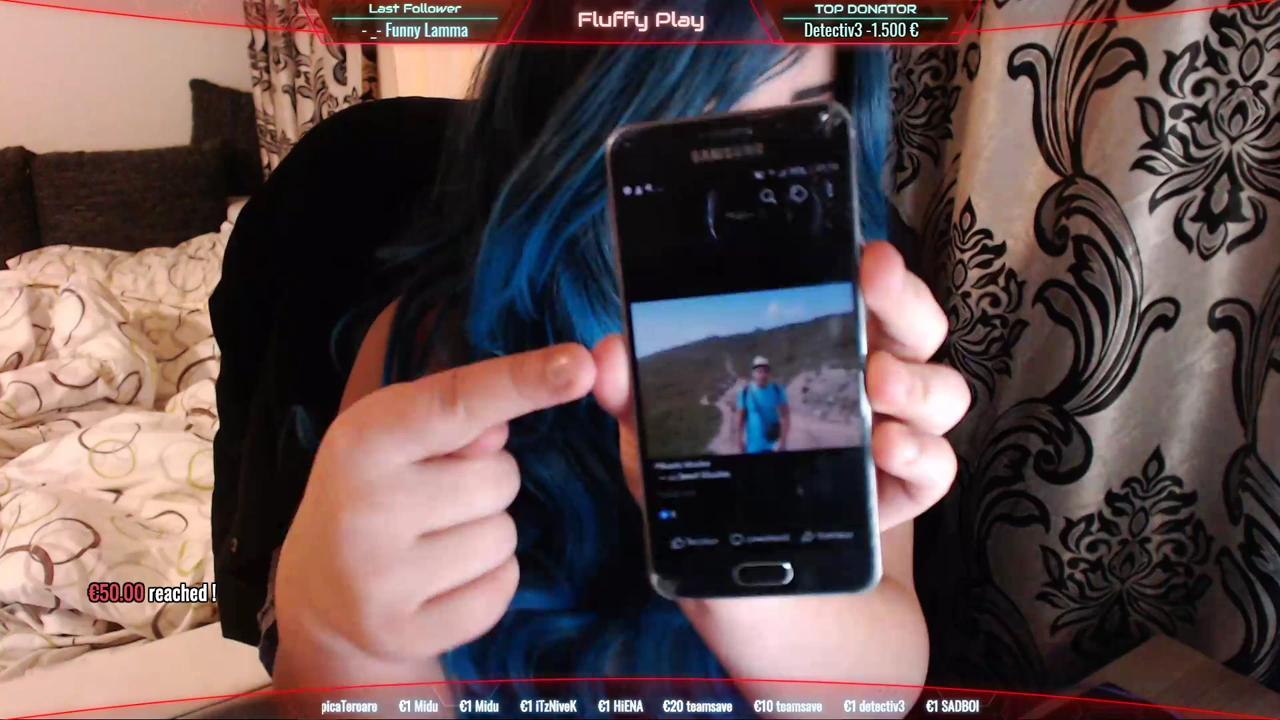 Last Follower
- _- Funny Lamma
Fluffy Play
TOP DONATOR
Detectiv3 -1.500 €
SAMSUNG
€50.00 reached !
picaTeroare €1 Midu €1 Midu €1 iTzNiveK €1 HiENA €20 teamsave €10 teamsave €1 detectiv3 €1 SADBOI